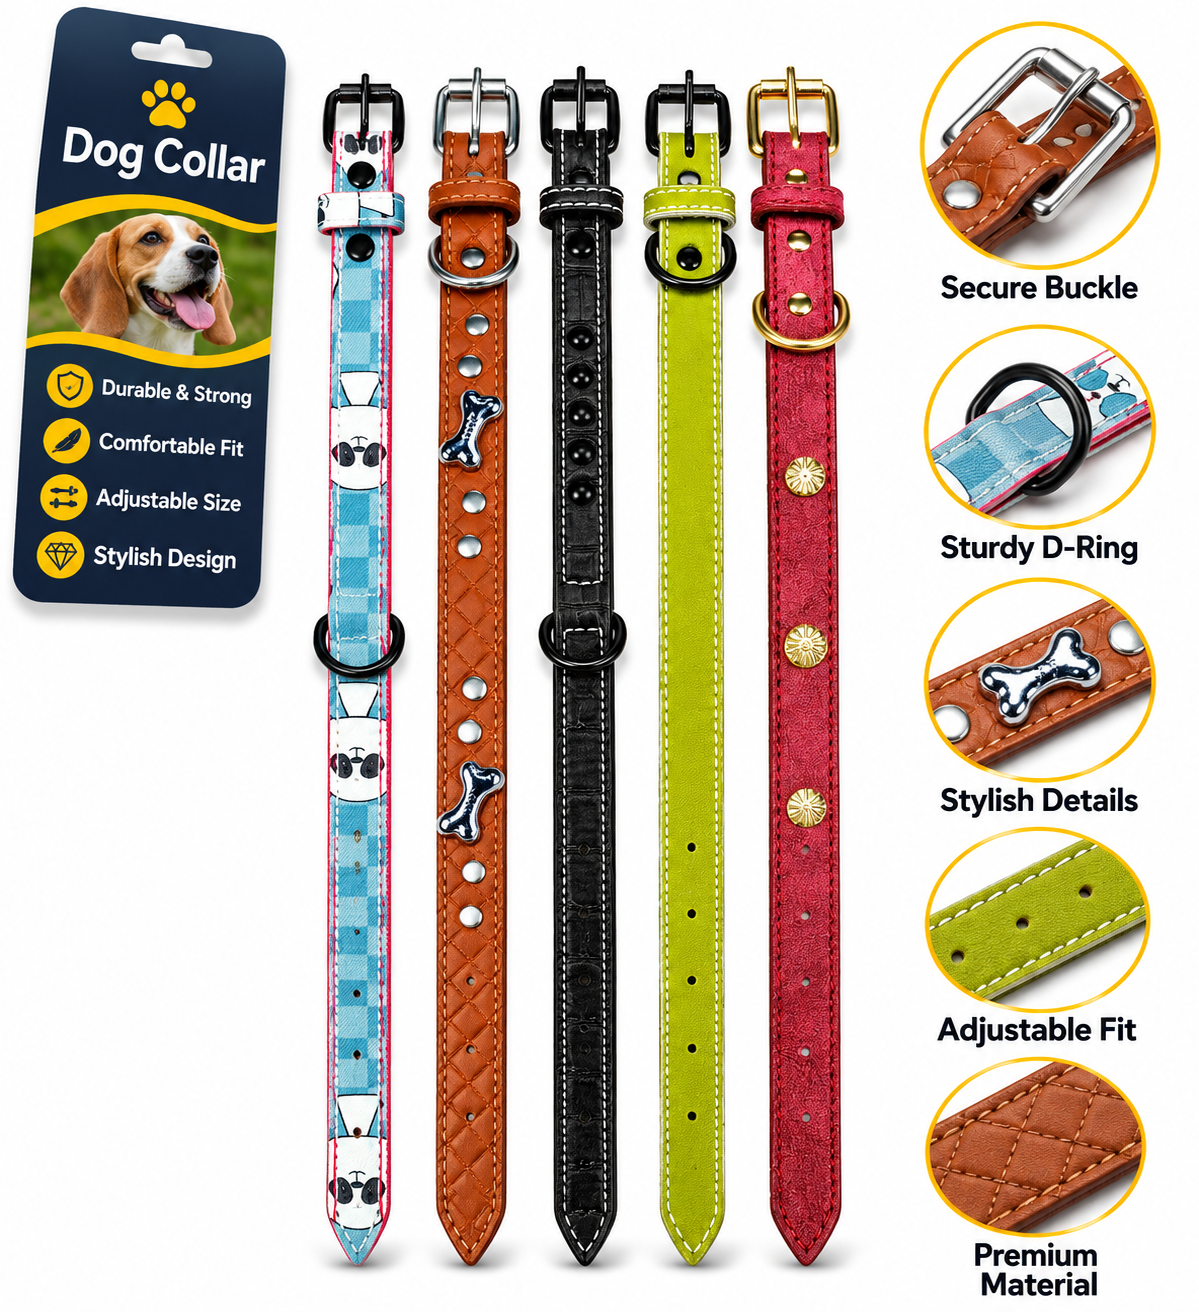 Dog Collar
Durable & Strong
Comfortable Fit
Adjustable Size
Stylish Design
Secure Buckle
Sturdy D-Ring
Stylish Details
Adjustable Fit
Premium
Material